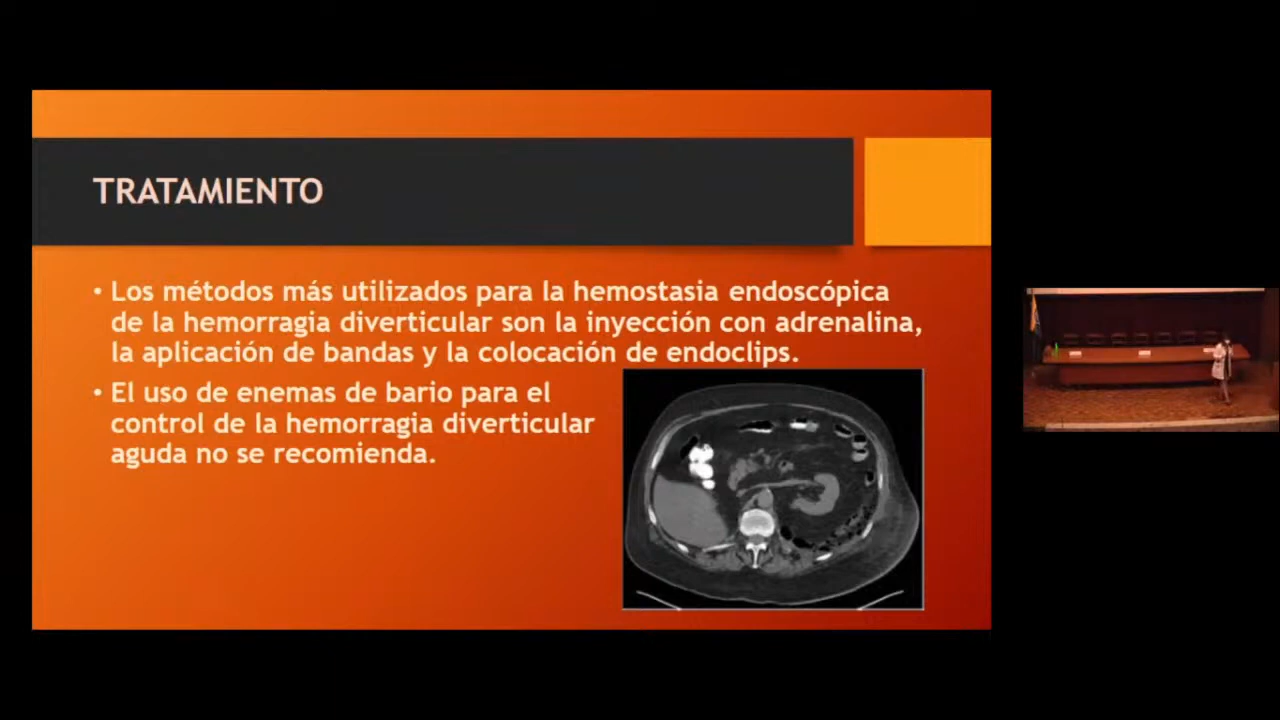 TRATAMIENTO
• Los métodos más utilizados para la hemostasia endoscópica
de la hemorragia diverticular son la inyección con adrenalina,
la aplicación de bandas y la colocación de endoclips.
• El uso de enemas de bario para el
control de la hemorragia diverticular
aguda no se recomienda.